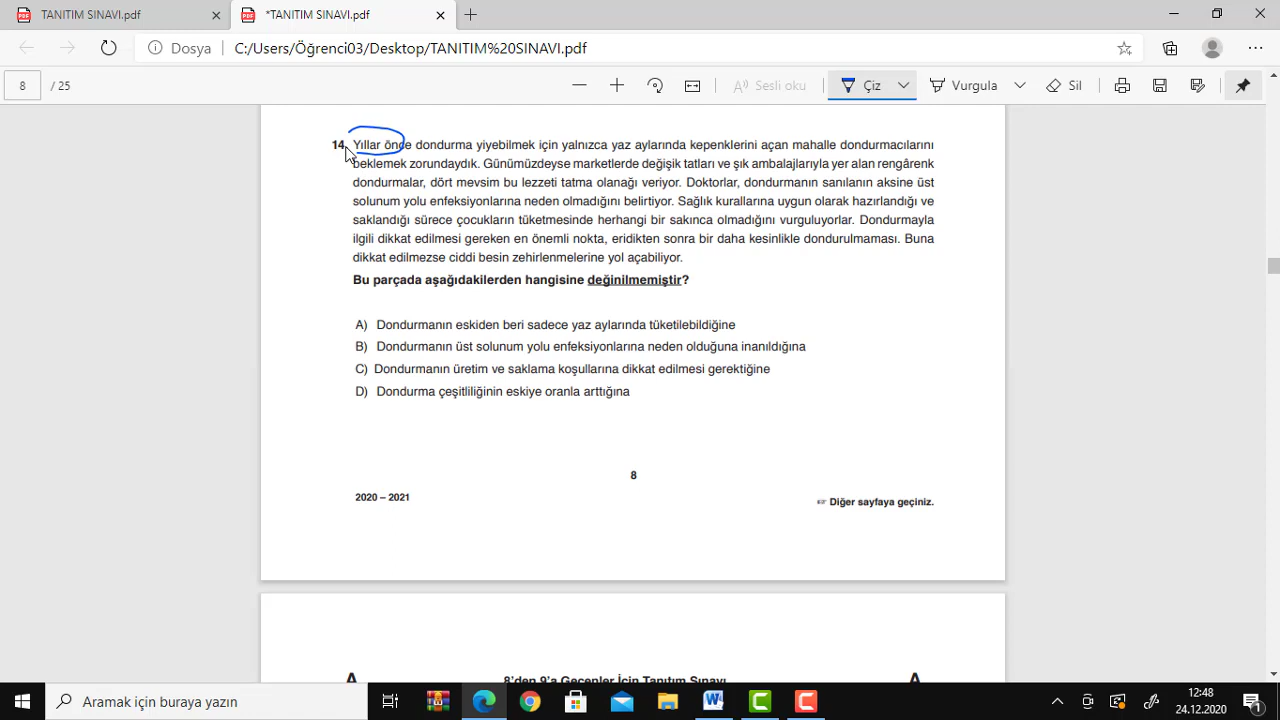 TANITIM SINAVI.pdf
*TANITIM SINAVI.pdf
Dosya
C:/Users/Öğrenci03/Desktop/TANITIM%20SINAVI.pdf
8
/ 25
Sesli oku
Çiz
Vurgula
Sil
14. Yıllar önce dondurma yiyebilmek için yalnızca yaz aylarında kepenklerini açan mahalle dondurmacılarını
beklemek zorundaydık. Günümüzdeyse marketlerde değişik tatları ve şık ambalajlarıyla yer alan rengârenk
dondurmalar, dört mevsim bu lezzeti tatma olanağı veriyor. Doktorlar, dondurmanın sanılanın aksine üst
solunum yolu enfeksiyonlarına neden olmadığını belirtiyor. Sağlık kurallarına uygun olarak hazırlandığı ve
saklandığı sürece çocukların tüketmesinde herhangi bir sakınca olmadığını vurguluyorlar. Dondurmayla
ilgili dikkat edilmesi gereken en önemli nokta, eridikten sonra bir daha kesinlikle dondurulmaması. Buna
dikkat edilmezse ciddi besin zehirlenmelerine yol açabiliyor.
Bu parçada aşağıdakilerden hangisine değinilmemiştir?
A) Dondurmanın eskiden beri sadece yaz aylarında tüketilebildiğine
B) Dondurmanın üst solunum yolu enfeksiyonlarına neden olduğuna inanıldığına
C) Dondurmanın üretim ve saklama koşullarına dikkat edilmesi gerektiğine
D) Dondurma çeşitliliğinin eskiye oranla arttığına
8
2020 – 2021
☞ Diğer sayfaya geçiniz.
A
8'den 9'a Geçenler İçin Tanıtım Sınavı
A
Aramak için buraya yazın
12:48
24.12.2020
1